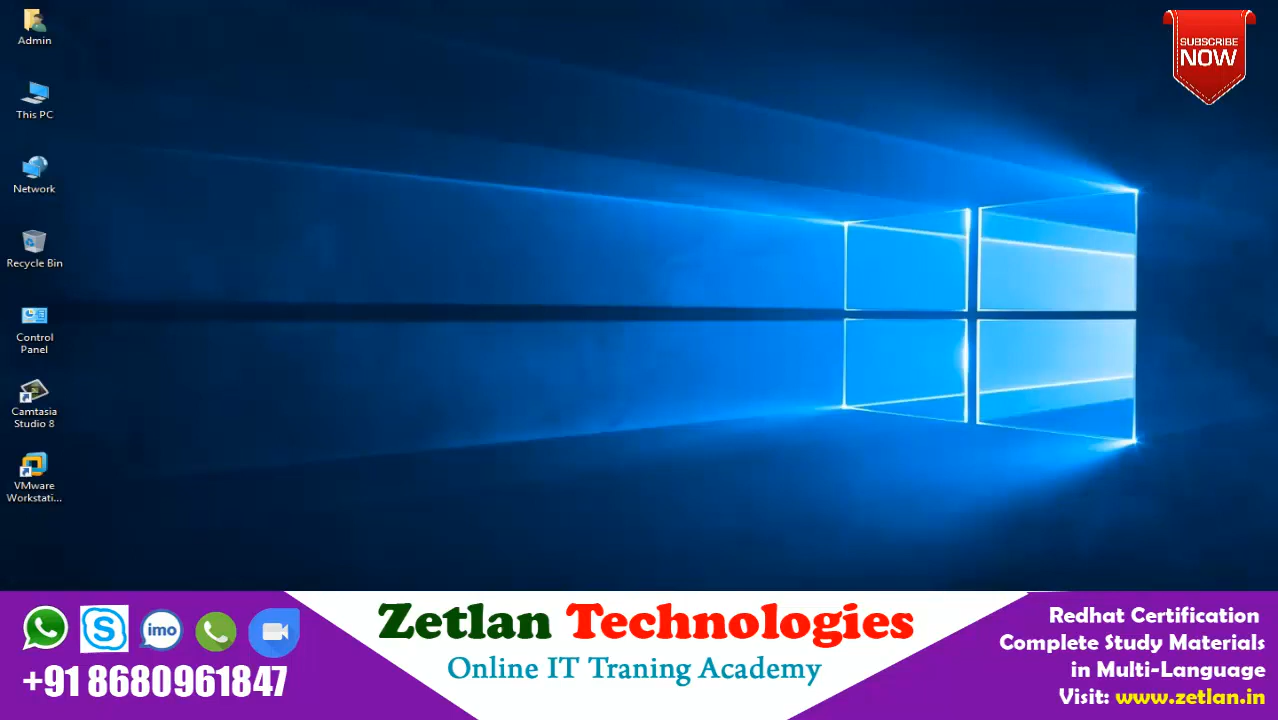 Admin
This PC
Network
Recycle Bin
Control
Panel
Camtasia
Studio 8
VMware
Workstati...
SUBSCRIBE
NOW
imo
+91 8680961847
Zetlan Technologies
Online IT Traning Academy
Redhat Certification
Complete Study Materials
in Multi-Language
Visit: www.zetlan.in